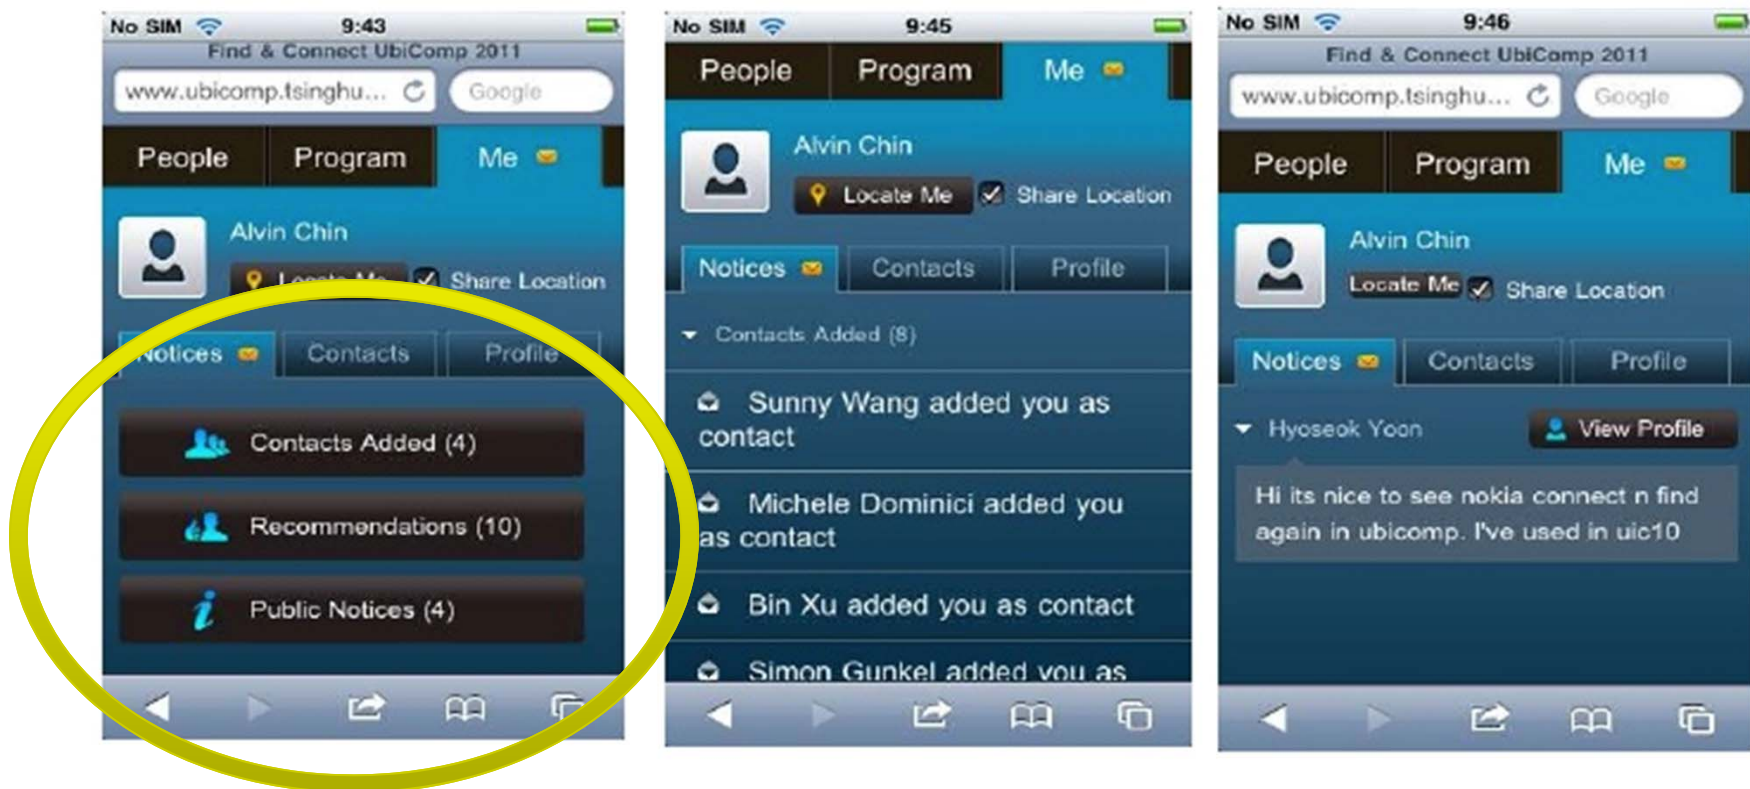 No SIM 9:43
Find & Connect UbiComp 2011
www.ubicomp.tsinghu... Google
People Program Me
Alvin Chin
Locate Me Share Location
Notices Contacts Profile
Contacts Added (4)
Recommendations (10)
Public Notices (4)
No SIM 9:45
People Program Me
Alvin Chin
Locate Me Share Location
Notices Contacts Profile
Contacts Added (8)
Sunny Wang added you as
contact
Michele Dominici added you
as contact
Bin Xu added you as contact
Simon Gunkel added you as
No SIM 9:46
Find & Connect UbiComp 2011
www.ubicomp.tsinghu... Google
People Program Me
Alvin Chin
Locate Me Share Location
Notices Contacts Profile
Hyoseok Yoon View Profile
Hi its nice to see nokia connect n find
again in ubicomp. I've used in uic10